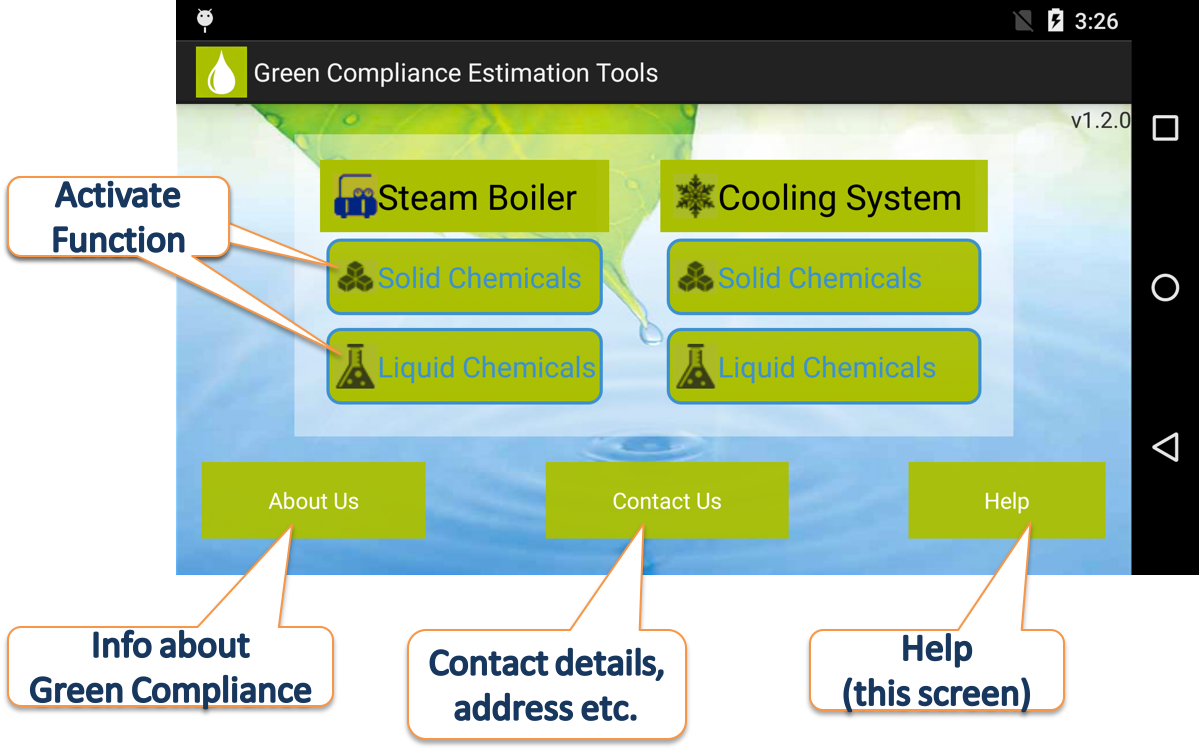 3:26
Green Compliance Estimation Tools
v1.2.0
Activate
Function
Steam Boiler
Cooling System
Solid Chemicals
Solid Chemicals
Liquid Chemicals
Liquid Chemicals
About Us
Contact Us
Help
Info about
Green Compliance
Contact details,
address etc.
Help
(this screen)